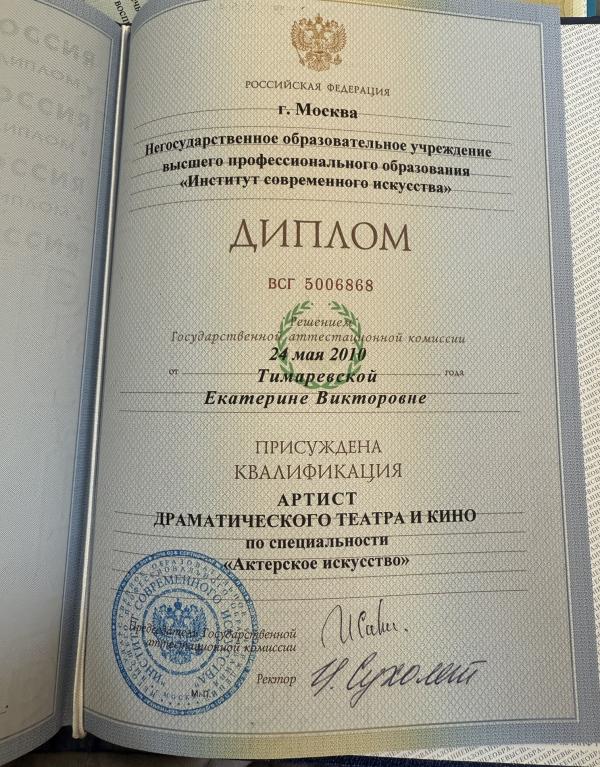 РОССИЙСКАЯ ФЕДЕРАЦИЯ
г. Москва
Негосударственное образовательное учреждение
высшего профессионального образования
«Институт современного искусства»
ДИПЛОМ
ВСГ 5006868
Решением
Государственной аттестационной комиссии
24 мая 2010
от Тимаревской года
Екатерине Викторовне
ПРИСУЖДЕНА
КВАЛИФИКАЦИЯ
АРТИСТ
ДРАМАТИЧЕСКОГО ТЕАТРА И КИНО
по специальности
«Актерское искусство»
Председатель Государственной
аттестационной комиссии
Ректор
М.П.